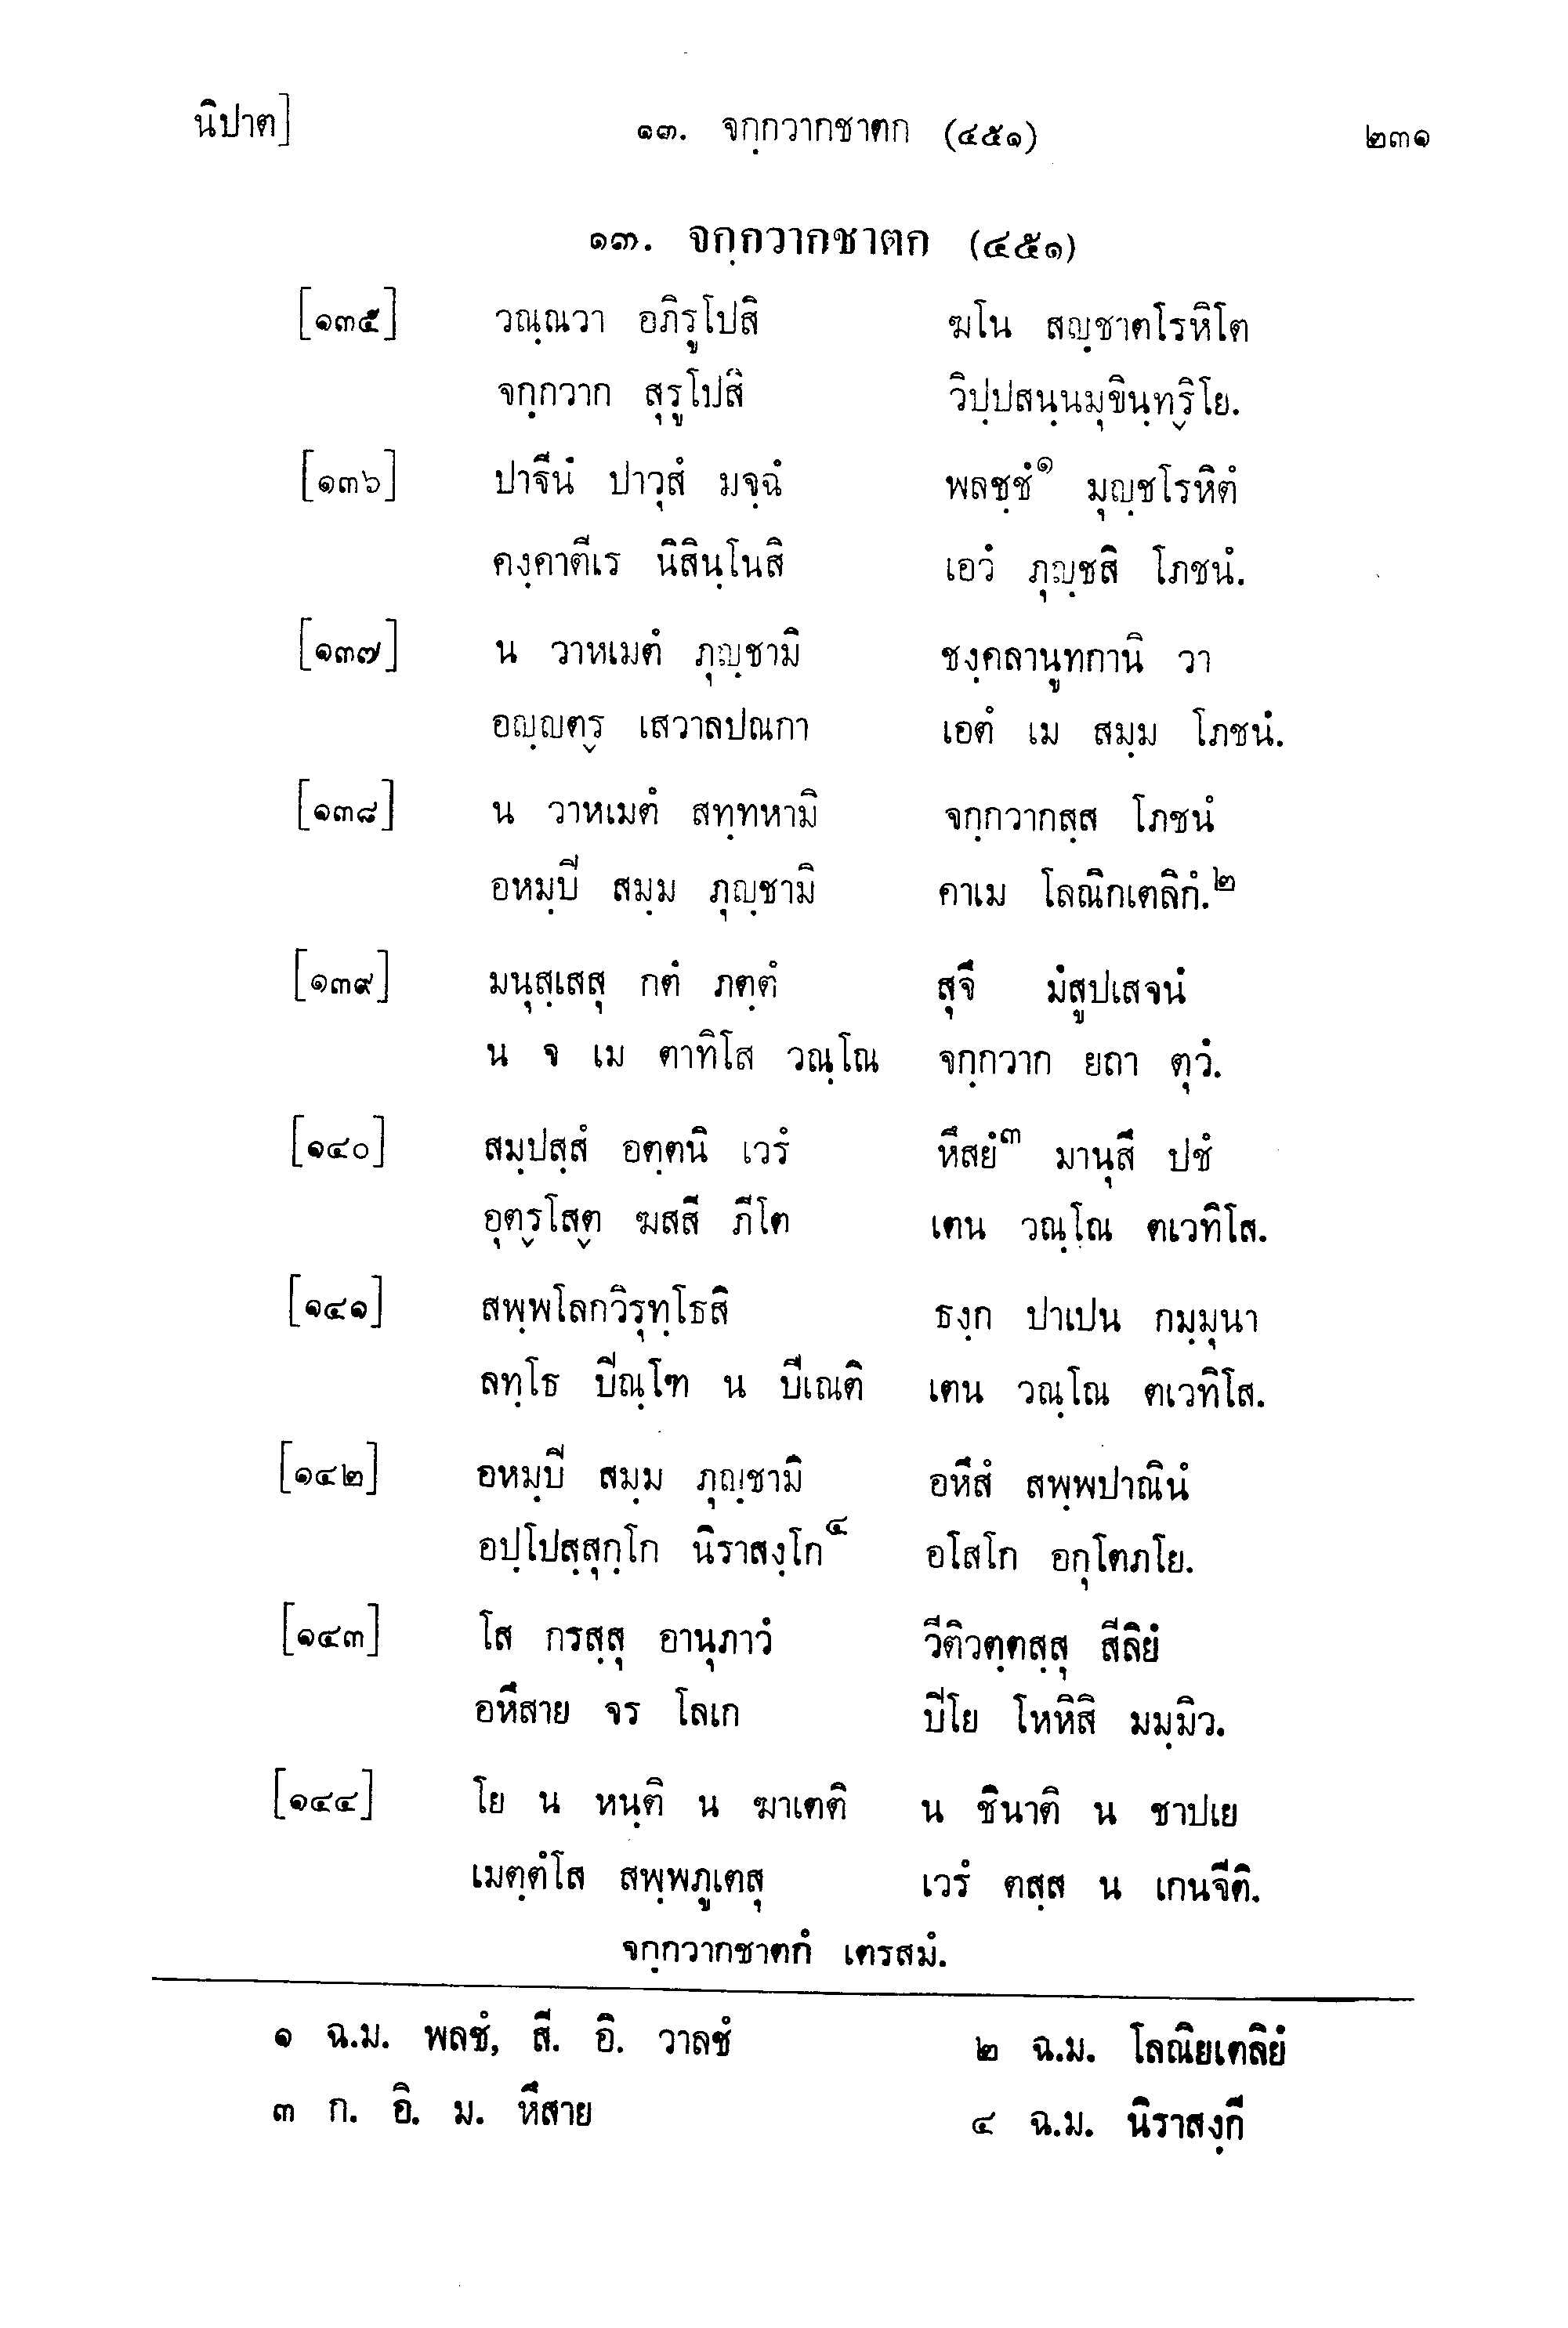 นิปาต] ๑๓. จกฺกวากชาตก (๔๕๑) ๒๓๑
๑๓. จกฺกวากชาตก (๔๕๑)
[๑๓๕] วณฺณวา อภิรูโปสิ ฆโน สญฺชาตโรหิโต
จกฺกวาก สุรูโปสิ วิปฺปสนฺนมุขินฺทฺริโย.
[๑๓๖] ปาจีนํ ปาวุสํ มจฺฉํ พลชฺชํ๑ มุญฺชโรหิตํ
คงฺคาตีเร นิสินฺโนสิ เอวํ ภุญฺชสิ โภชนํ.
[๑๓๗] น วาหเมตํ ภุญฺชามิ ชงฺคลานูทกานิ วา
อญฺญตฺร เสวาลปณกา เอตํ เม สมฺม โภชนํ.
[๑๓๘] น วาหเมตํ สทฺทหามิ จกฺกวากสฺส โภชนํ
อหมฺปิ สมฺม ภุญฺชามิ คาเม โลณิกเตลิกํ.๒
[๑๓๙] มนุสฺเสสุ กตํ ภตฺตํ สุจึ มํสูปเสจนํ
น จ เม ตาทิโส วณฺโณ จกฺกวาก ยถา ตุวํ.
[๑๔๐] สมฺปสฺสํ อตฺตนิ เวรํ หึสยํ๓ มานุสึ ปชํ
อุตฺรโสฺต ฆสสี ภีโต เตน วณฺโณ ตเวทิโส.
[๑๔๑] สพฺพโลกวิรุทฺโธสิ ธงฺก ปาเปน กมฺมุนา
ลทฺโธ ปิณฺโฑ น ปิเณติ เตน วณฺโณ ตเวทิโส.
[๑๔๒] อหมฺปิ สมฺม ภุญฺชามิ อหึสํ สพฺพปาณินํ
อปฺโปสฺสุกฺโก นิราสงฺโก๔ อโสโก อกุโตภโย.
[๑๔๓] โส กรสฺสุ อานุภาวํ วีติวตฺตสฺสุ สีลิยํ
อหึสาย จร โลเก ปิโย โหหิสิ มมฺมิว.
[๑๔๔] โย น หนฺติ น ฆาเตติ น ชินาติ น ชาปเย
เมตฺตํโส สพฺพภูเตสุ เวรํ ตสฺส น เกนจีติ.
จกฺกวากชาตกํ เตรสมํ.
๑ ฉ.ม. พลชํ, สี. อิ. วาลชํ ๒ ฉ.ม. โลณิยเตลิยํ
๓ ก. อิ. ม. หึสาย ๔ ฉ.ม. นิราสงฺกี